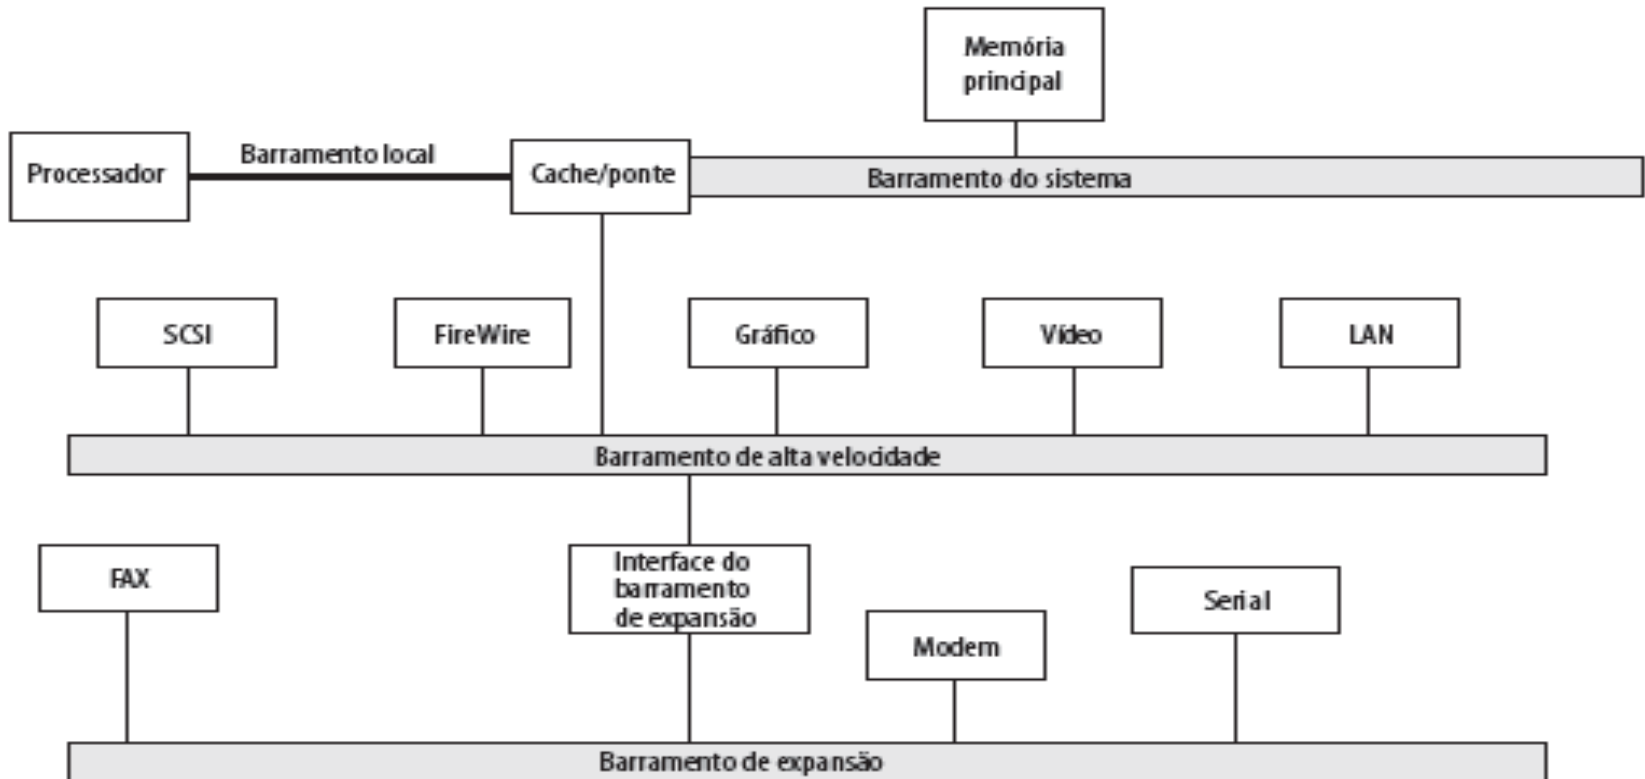 Memória
principal
Processador
Barramento local
Cache/ponte
Barramento do sistema
SCSI
FireWire
Gráfico
Vídeo
LAN
Barramento de alta velocidade
FAX
Interface do
barramento
de expansão
Modem
Serial
Barramento de expansão